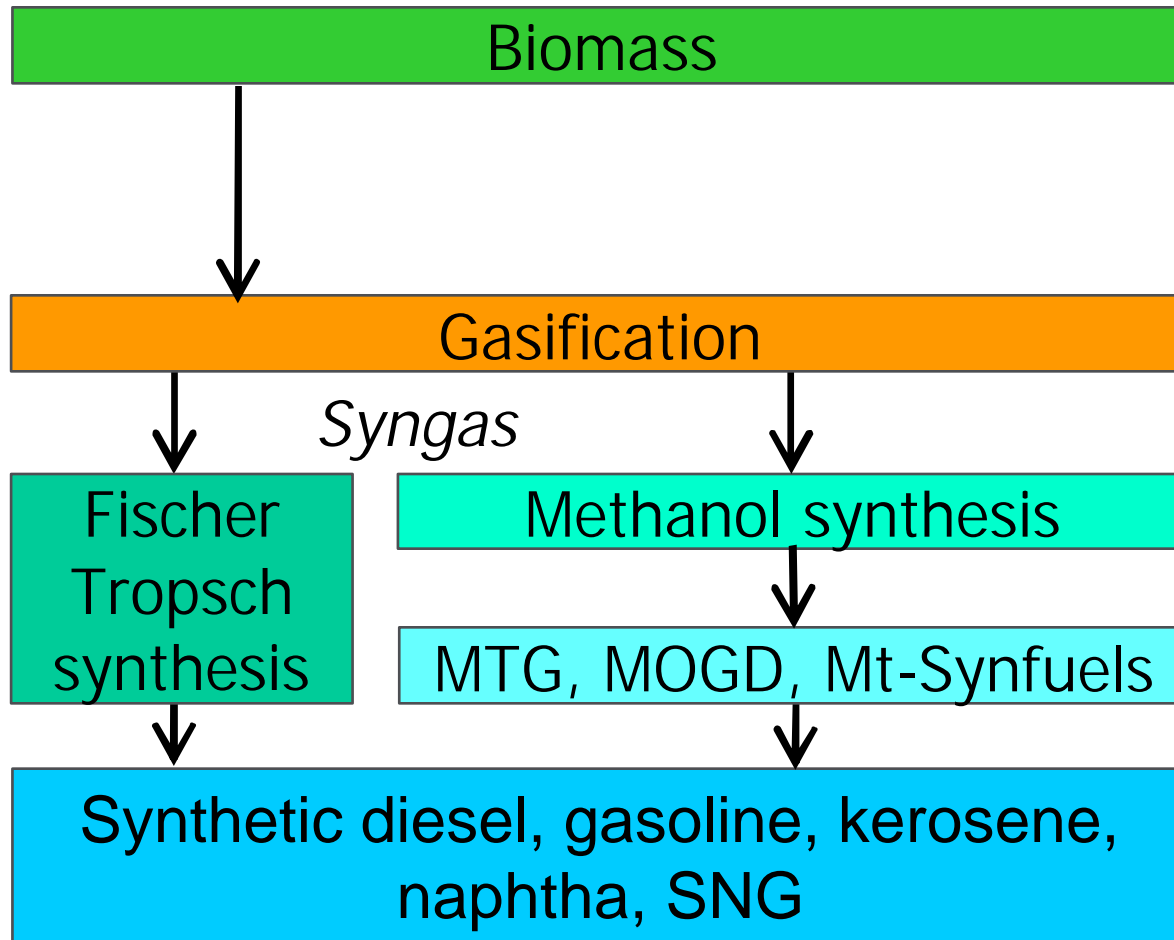 Biomass
Gasification
Syngas
Fischer
Tropsch
synthesis
Methanol synthesis
MTG, MOGD, Mt-Synfuels
Synthetic diesel, gasoline, kerosene,
naphtha, SNG